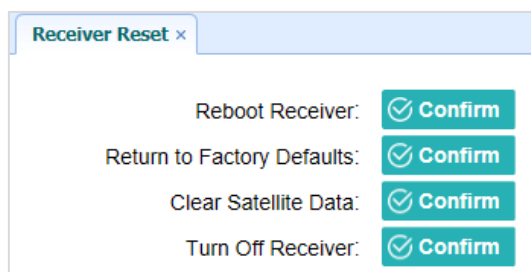 Receiver Reset ×
Reboot Receiver: Confirm
Return to Factory Defaults: Confirm
Clear Satellite Data: Confirm
Turn Off Receiver: Confirm